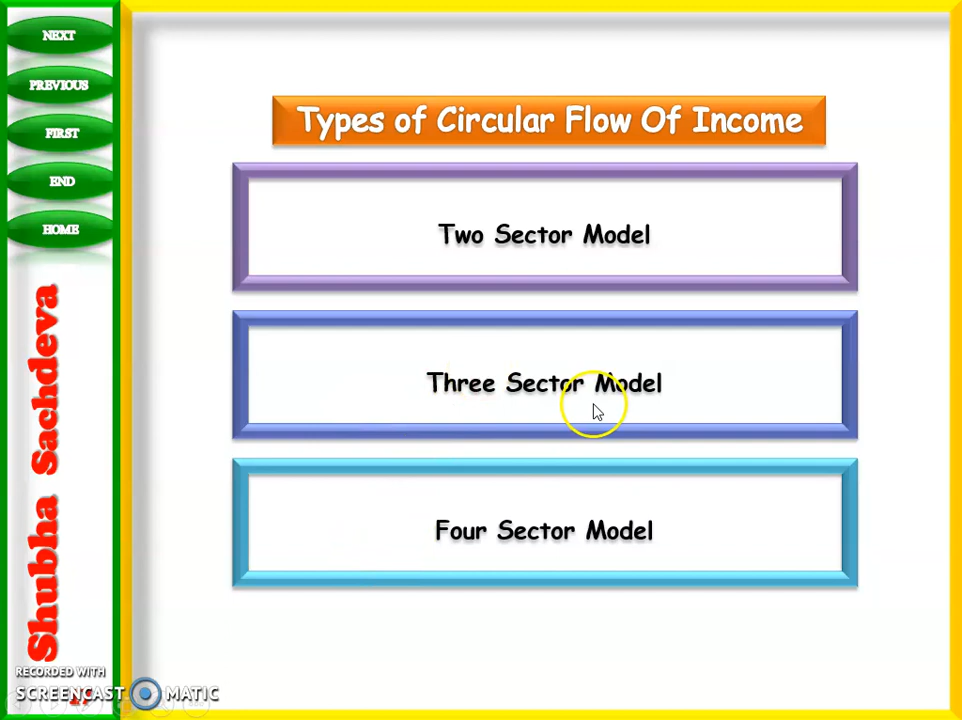 NEXT
PREVIOUS
FIRST
END
HOME
Shubha Sachdeva
Types of Circular Flow Of Income
Two Sector Model
Three Sector Model
Four Sector Model
RECORDED WITH
SCREENCAST MATIC